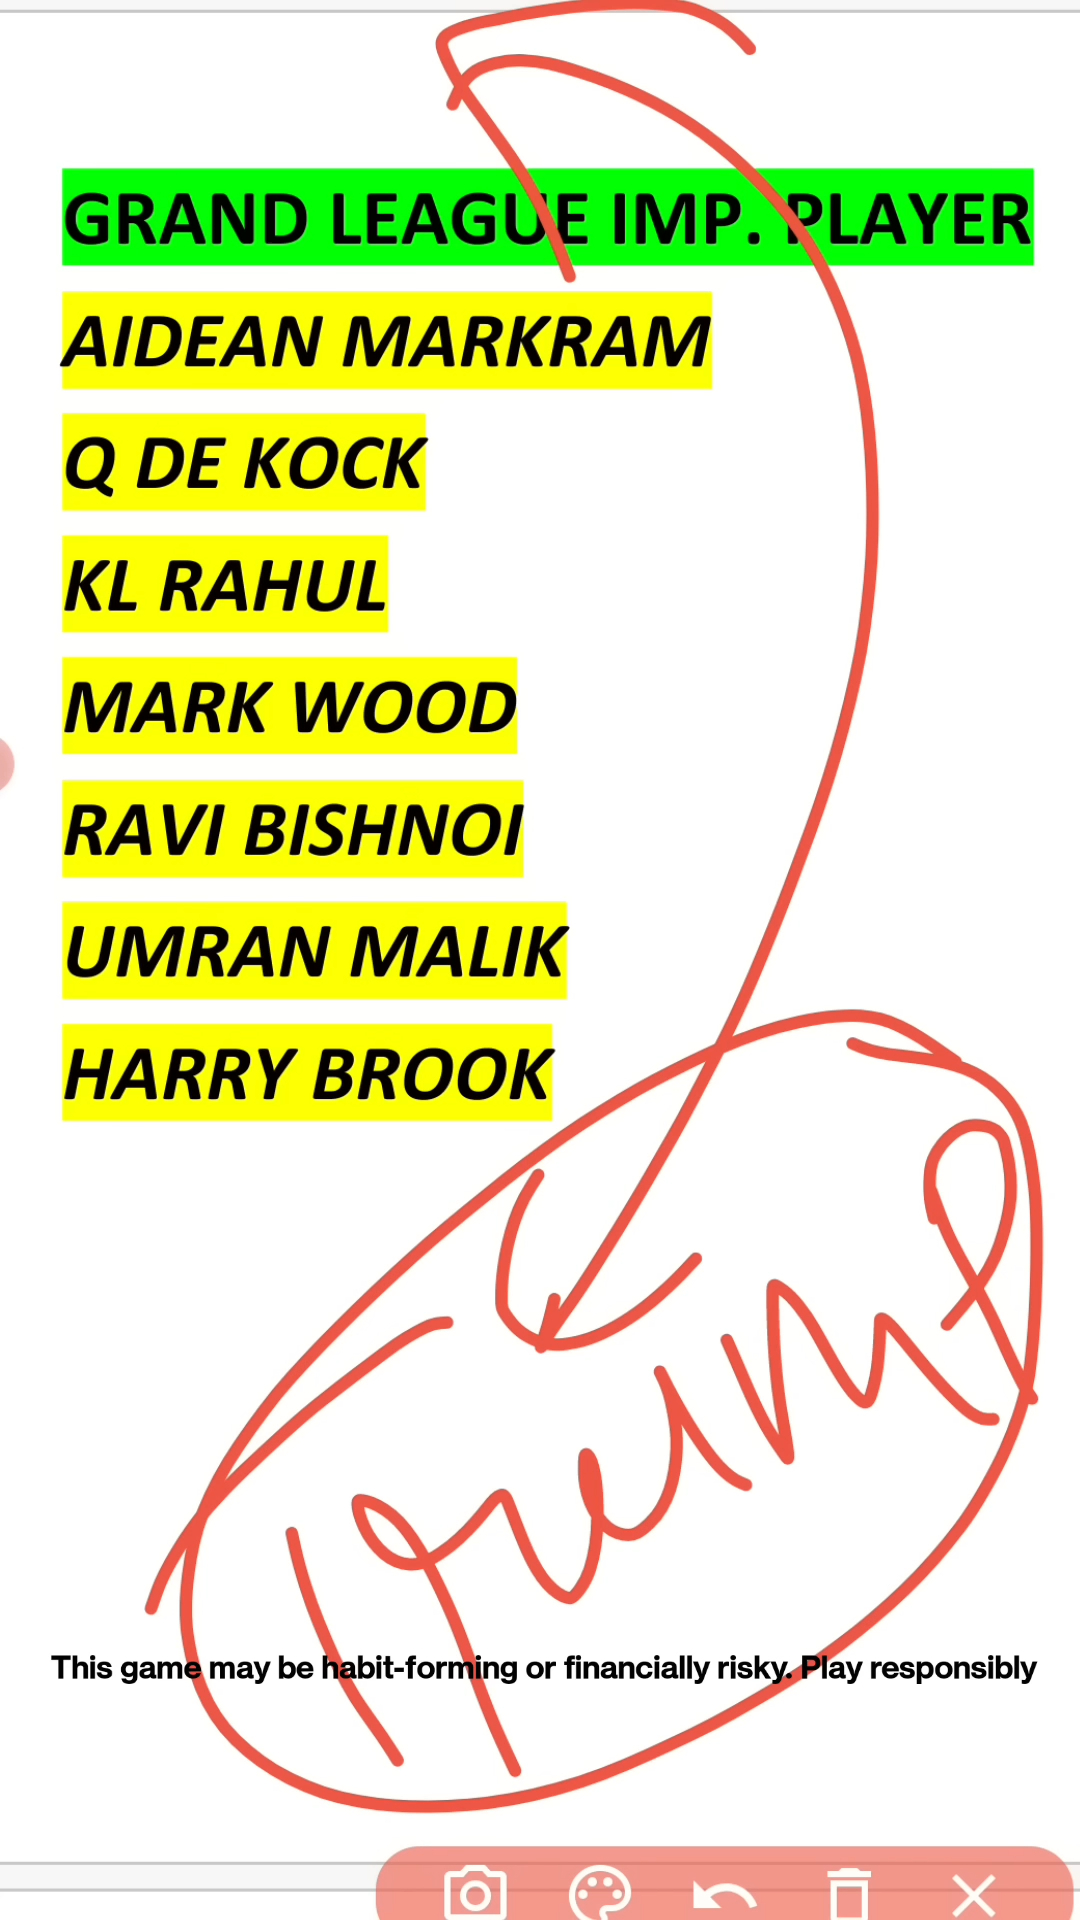 GRAND LEAGUE IMP. PLAYER
AIDEAN MARKRAM
Q DE KOCK
KL RAHUL
MARK WOOD
RAVI BISHNOI
UMRAN MALIK
HARRY BROOK
This game may be habit-forming or financially risky. Play responsibly